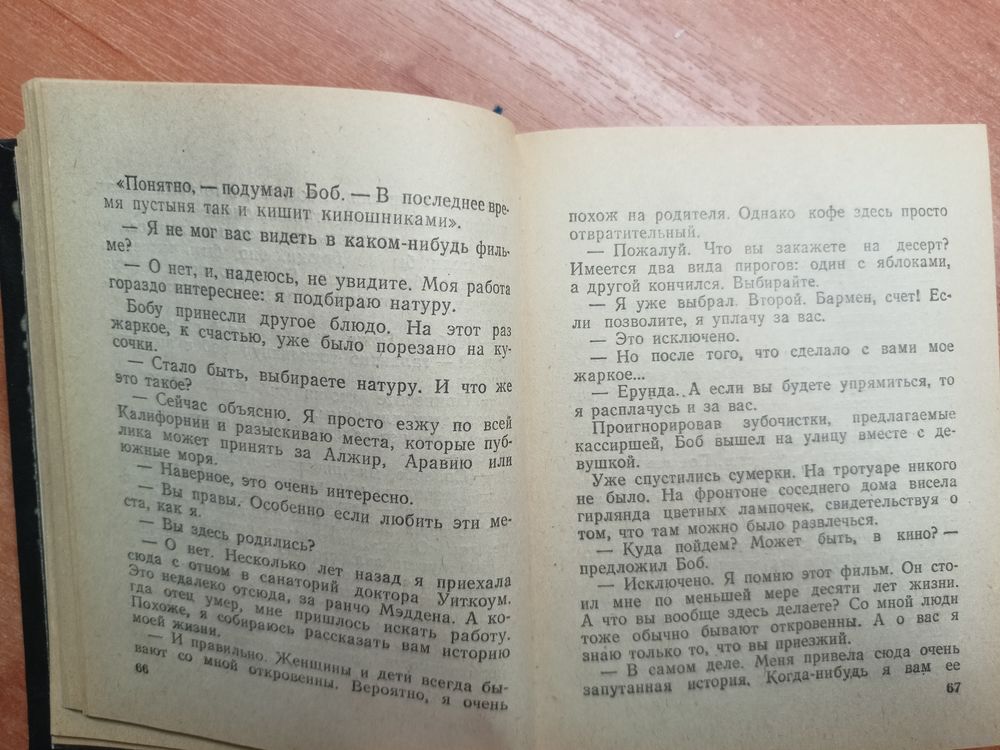 «Понятно, — подумал Боб. — В последнее вре-
мя пустыня так и кишит киношниками».
— Я не мог вас видеть в каком-нибудь филь-
ме?
— О нет, и, надеюсь, не увидите. Моя работа
гораздо интереснее: я подбираю натуру.
Бобу принесли другое блюдо. На этот раз
жаркое, к счастью, уже было порезано на ку-
сочки.
— Стало быть, выбираете натуру. И что же
это такое?
— Сейчас объясню. Я просто езжу по всей
Калифорнии и разыскиваю места, которые пуб-
лика может принять за Алжир, Аравию или
южные моря.
— Наверное, это очень интересно.
— Вы правы. Особенно если любить эти ме-
ста, как я.
— Вы здесь родились?
— О нет. Несколько лет назад я приехала
сюда с отцом в санаторий доктора Уиткоум.
Это недалеко отсюда, за ранчо Мэддена. А ко-
гда отец умер, мне пришлось искать работу.
Похоже, я собираюсь рассказать вам историю
моей жизни.
— И правильно. Женщины и дети всегда бы-
вают со мной откровенны. Вероятно, я очень
66
похож на родителя. Однако кофе здесь просто
отвратительный.
— Пожалуй. Что вы закажете на десерт?
Имеется два вида пирогов: один с яблоками,
а другой кончился. Выбирайте.
— Я уже выбрал. Второй. Бармен, счет! Ес-
ли позволите, я уплачу за вас.
— Это исключено.
— Но после того, что сделало с вами мое
жаркое...
— Ерунда. А если вы будете упрямиться, то
я расплачусь и за вас.
Проигнорировав зубочистки, предлагаемые
кассиршей, Боб вышел на улицу вместе с де-
вушкой.
Уже спустились сумерки. На тротуаре никого
не было. На фронтоне соседнего дома висела
гирлянда цветных лампочек, свидетельствуя о
том, что там можно было развлечься.
— Куда пойдем? Может быть, в кино? —
предложил Боб.
— Исключено. Я помню этот фильм. Он сто-
ил мне по меньшей мере десяти лет жизни.
А что вы вообще здесь делаете? Со мной люди
тоже обычно бывают откровенны. А о вас я
знаю только то, что вы приезжий.
— В самом деле. Меня привела сюда очень
запутанная история. Когда-нибудь я вам ее
67